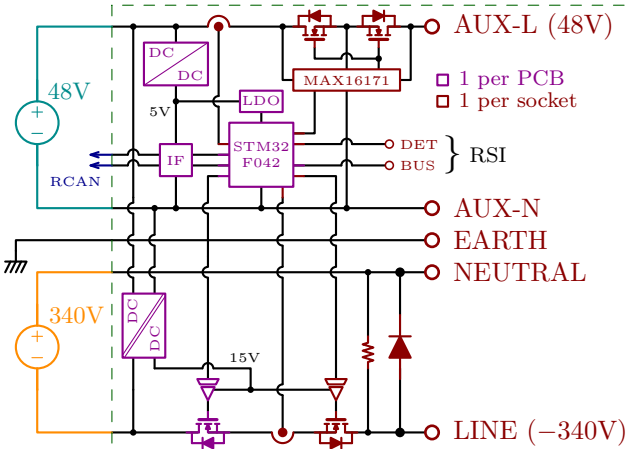 AUX-L (48V)
DC
DC
MAX16171
1 per PCB
1 per socket
48V
+
−
5V
LDO
STM32
F042
DET
BUS
} RSI
IF
RCAN
AUX-N
EARTH
NEUTRAL
340V
+
−
DC
DC
15V
LINE (−340V)